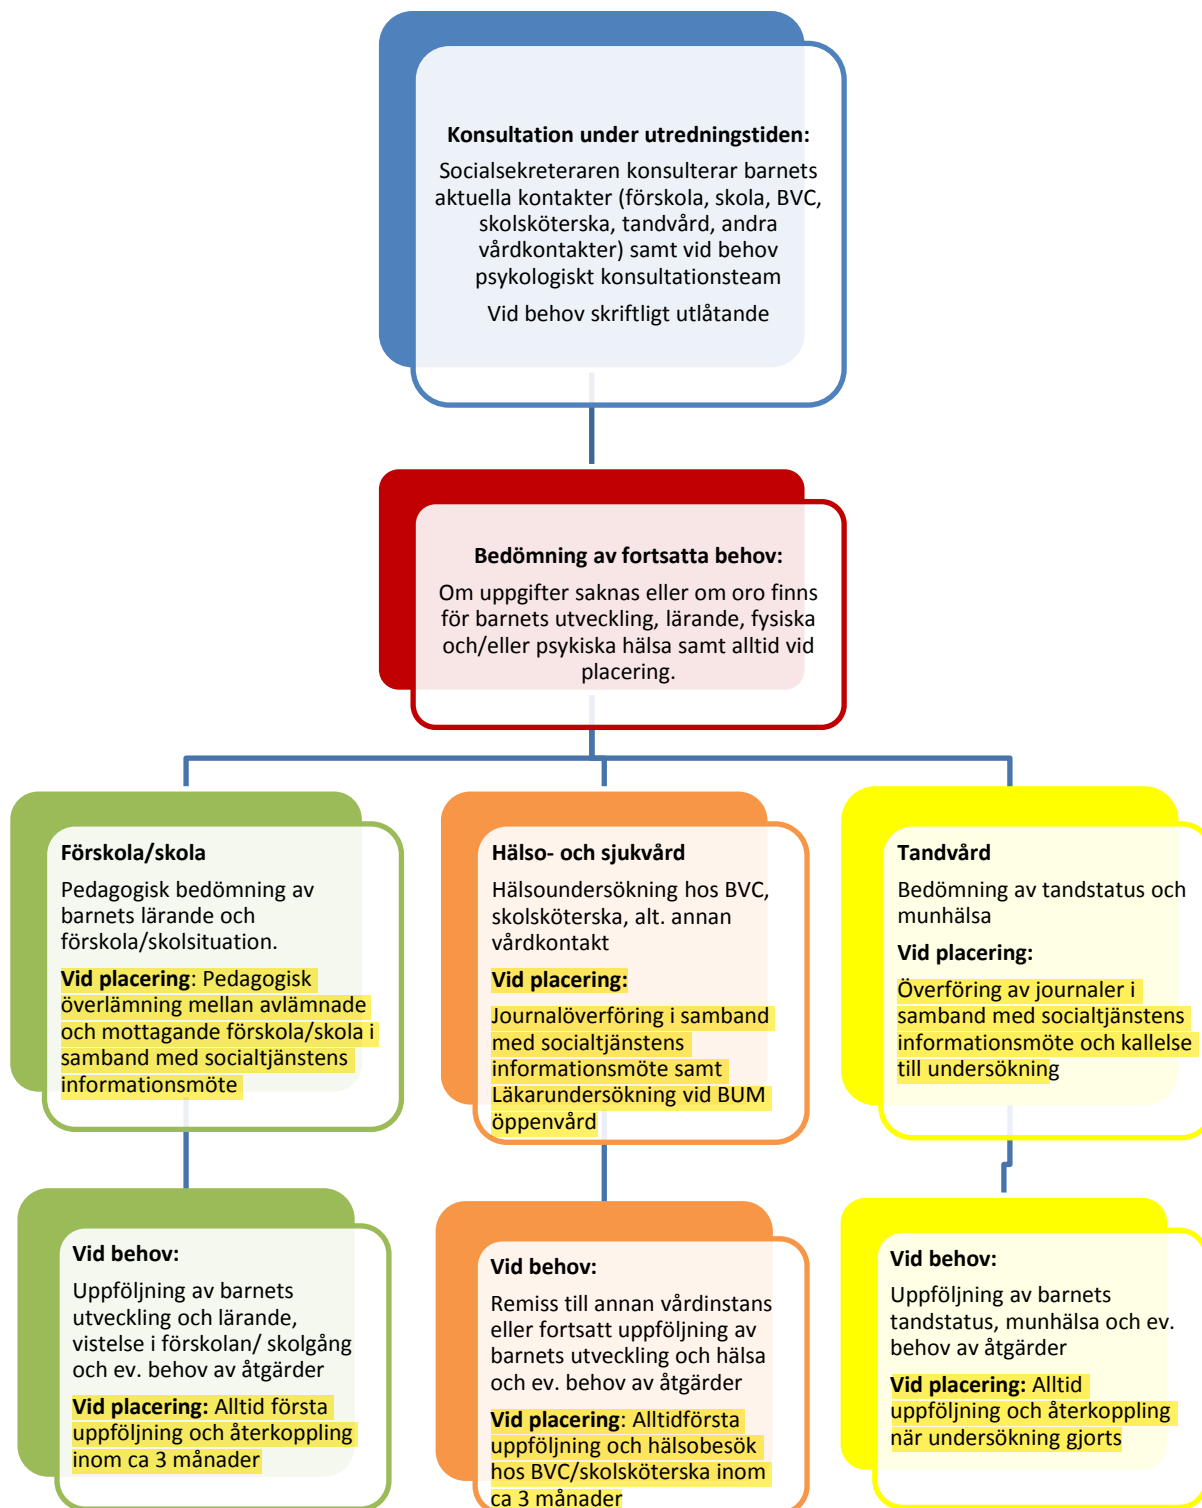 Konsultation under utredningstiden:
Socialsekreteraren konsulterar barnets
aktuella kontakter (förskola, skola, BVC,
skolsköterska, tandvård, andra
vårdkontakter) samt vid behov
psykologiskt konsultationsteam
Vid behov skriftligt utlåtande
Bedömning av fortsatta behov:
Om uppgifter saknas eller om oro finns
för barnets utveckling, lärande, fysiska
och/eller psykiska hälsa samt alltid vid
placering.
Förskola/skola
Pedagogisk bedömning av
barnets lärande och
förskola/skolsituation.
Vid placering: Pedagogisk
överlämning mellan avlämnade
och mottagande förskola/skola i
samband med socialtjänstens
informationsmöte
Hälso- och sjukvård
Hälsoundersökning hos BVC,
skolsköterska, alt. annan
vårdkontakt
Vid placering:
Journalöverföring i samband
med socialtjänstens
informationsmöte samt
Läkarundersökning vid BUM
öppenvård
Tandvård
Bedömning av tandstatus och
munhälsa
Vid placering:
Överföring av journaler i
samband med socialtjänstens
informationsmöte och kallelse
till undersökning
Vid behov:
Uppföljning av barnets
utveckling och lärande,
vistelse i förskolan/ skolgång
och ev. behov av åtgärder
Vid placering: Alltid första
uppföljning och återkoppling
inom ca 3 månader
Vid behov:
Remiss till annan vårdinstans
eller fortsatt uppföljning av
barnets utveckling och hälsa
och ev. behov av åtgärder
Vid placering: Alltidförsta
uppföljning och hälsobesök
hos BVC/skolsköterska inom
ca 3 månader
Vid behov:
Uppföljning av barnets
tandstatus, munhälsa och ev.
behov av åtgärder
Vid placering: Alltid
uppföljning och återkoppling
när undersökning gjorts